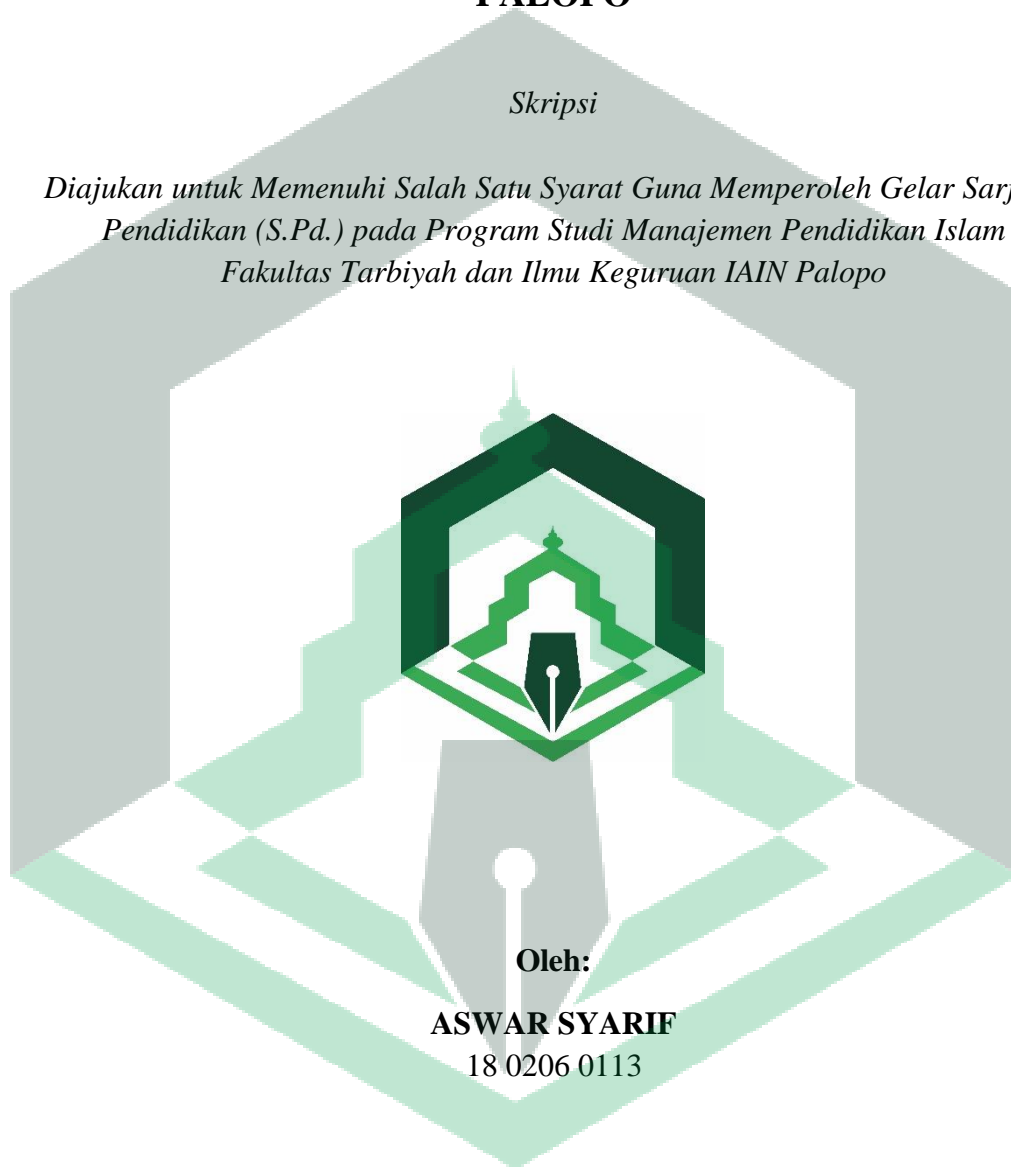 PALOPO
Skripsi
Diajukan untuk Memenuhi Salah Satu Syarat Guna Memperoleh Gelar
Pendidikan (S.Pd.) pada Program Studi Manajemen Pendidikan Islam
Fakultas Tarbiyah dan Ilmu Keguruan IAIN Palopo
Oleh:
ASWAR SYARIF
18 0206 0113